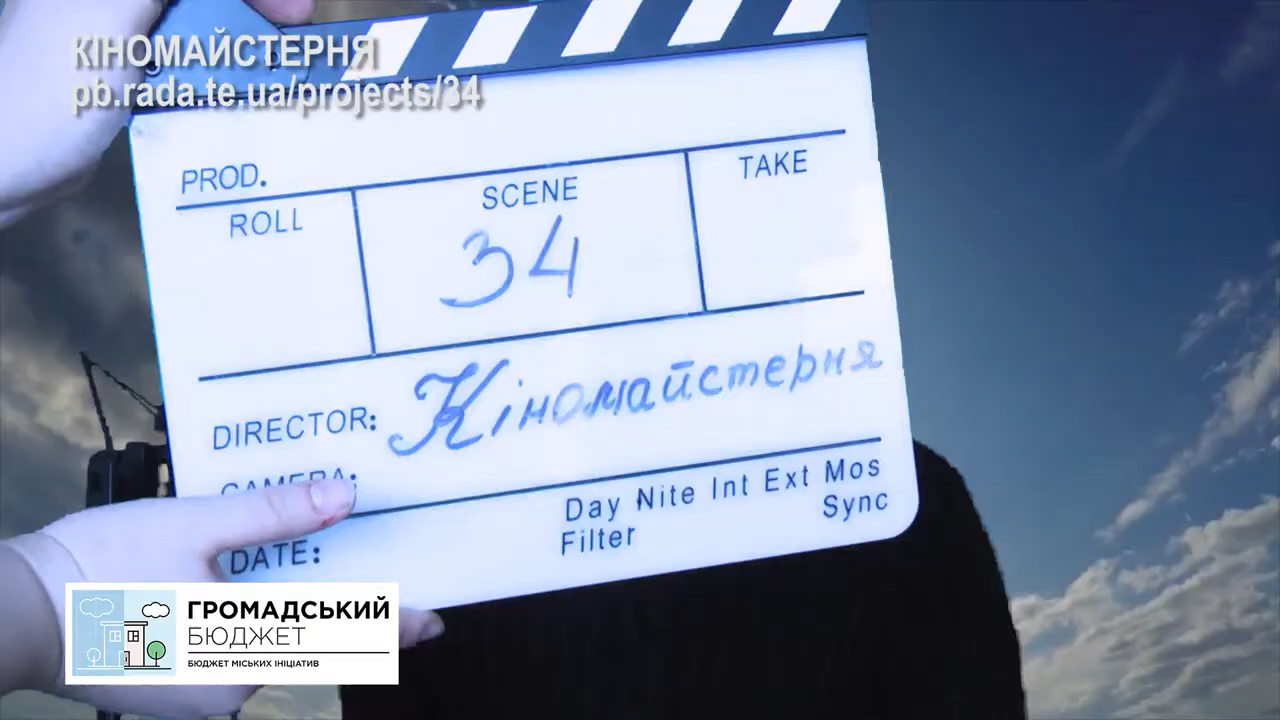 КІНОМАЙСТЕРНЯ
pb.rada.te.ua/projects/34
PROD.
ROLL
SCENE
TAKE
34
DIRECTOR: Кіномайстерня
CAMERA:
Day Nite Int Ext Mos
DATE:
Filter
Sync
ГРОМАДСЬКИЙ
БЮДЖЕТ
БЮДЖЕТ МІСЬКИХ ІНІЦІАТИВ